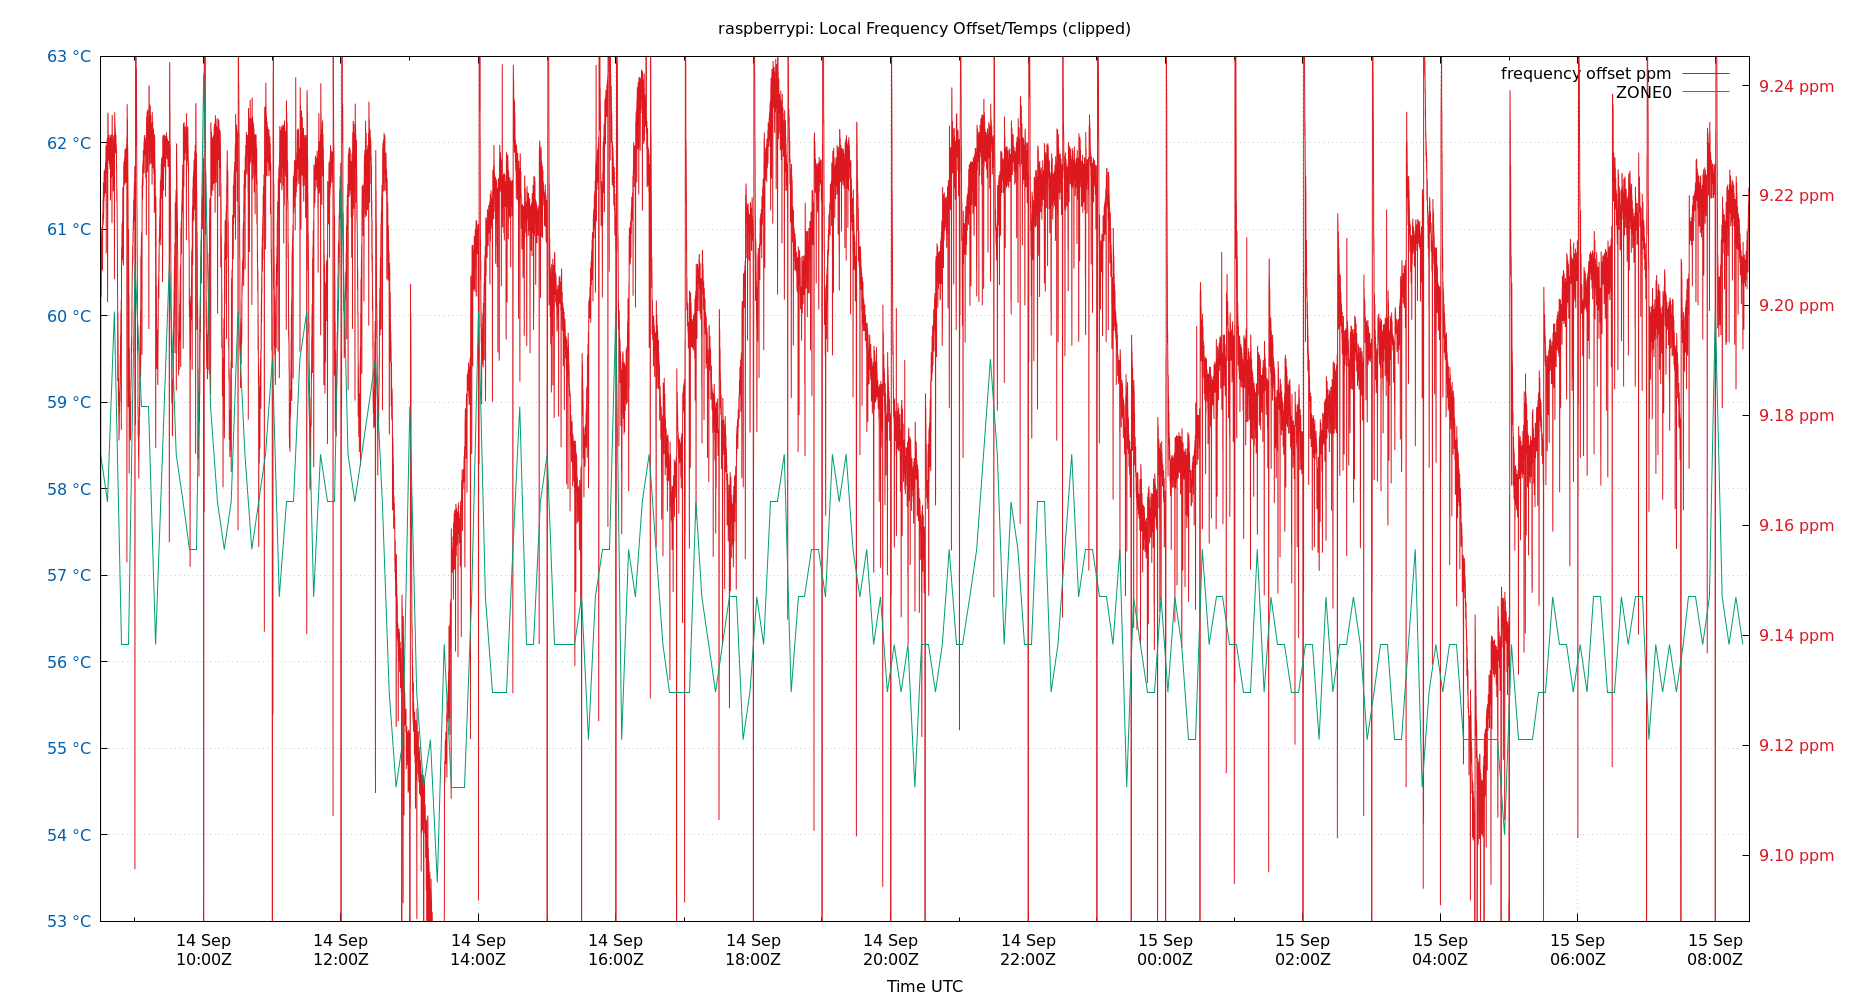 raspberrypi: Local Frequency Offset/Temps (clipped)
63 °C
62 °C
61 °C
60 °C
59 °C
58 °C
57 °C
56 °C
55 °C
54 °C
53 °C
frequency offset ppm
ZONE0
9.24 ppm
9.22 ppm
9.20 ppm
9.18 ppm
9.16 ppm
9.14 ppm
9.12 ppm
9.10 ppm
14 Sep 14 Sep 14 Sep 14 Sep 14 Sep 14 Sep 14 Sep 15 Sep 15 Sep 15 Sep 15 Sep 15 Sep
10:00Z 12:00Z 14:00Z 16:00Z 18:00Z 20:00Z 22:00Z 00:00Z 02:00Z 04:00Z 06:00Z 08:00Z
Time UTC